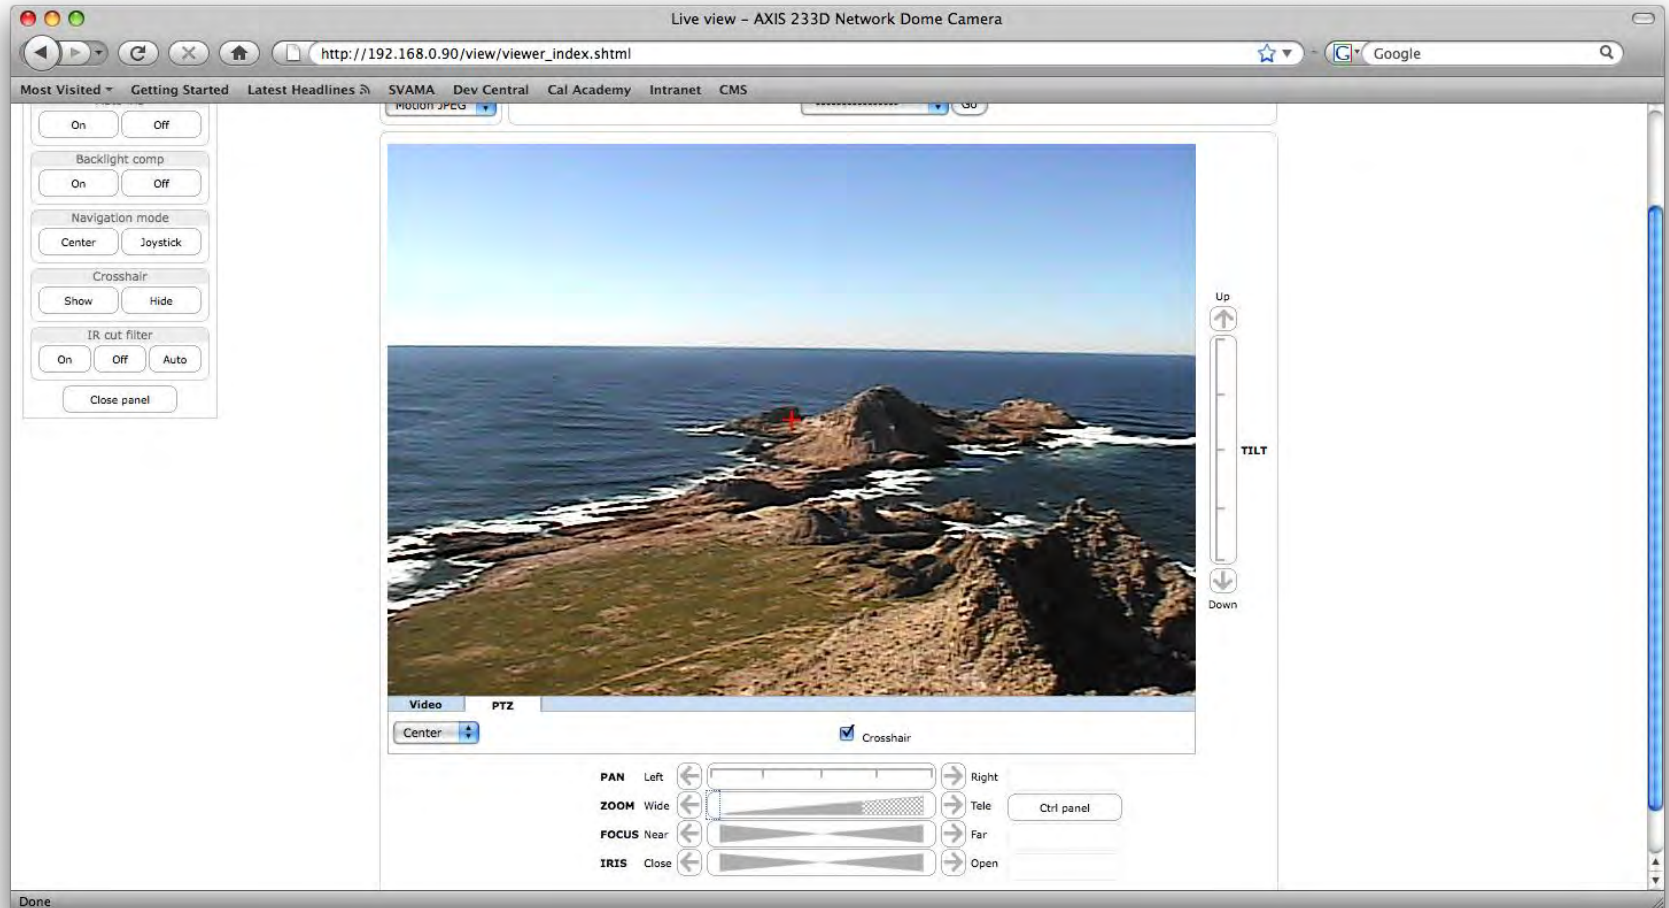 Live view – AXIS 233D Network Dome Camera
http://192.168.0.90/view/viewer_index.shtml
Google
Most Visited Getting Started Latest Headlines SVAMA Dev Central Cal Academy Intranet CMS
Motion JPEG
Go
On Off
Backlight comp
On Off
Navigation mode
Center Joystick
Crosshair
Show Hide
IR cut filter
On Off Auto
Close panel
Up
TILT
Down
Video PTZ
Center
Crosshair
PAN Left Right
ZOOM Wide Tele
Ctrl panel
FOCUS Near Far
IRIS Close Open
Done